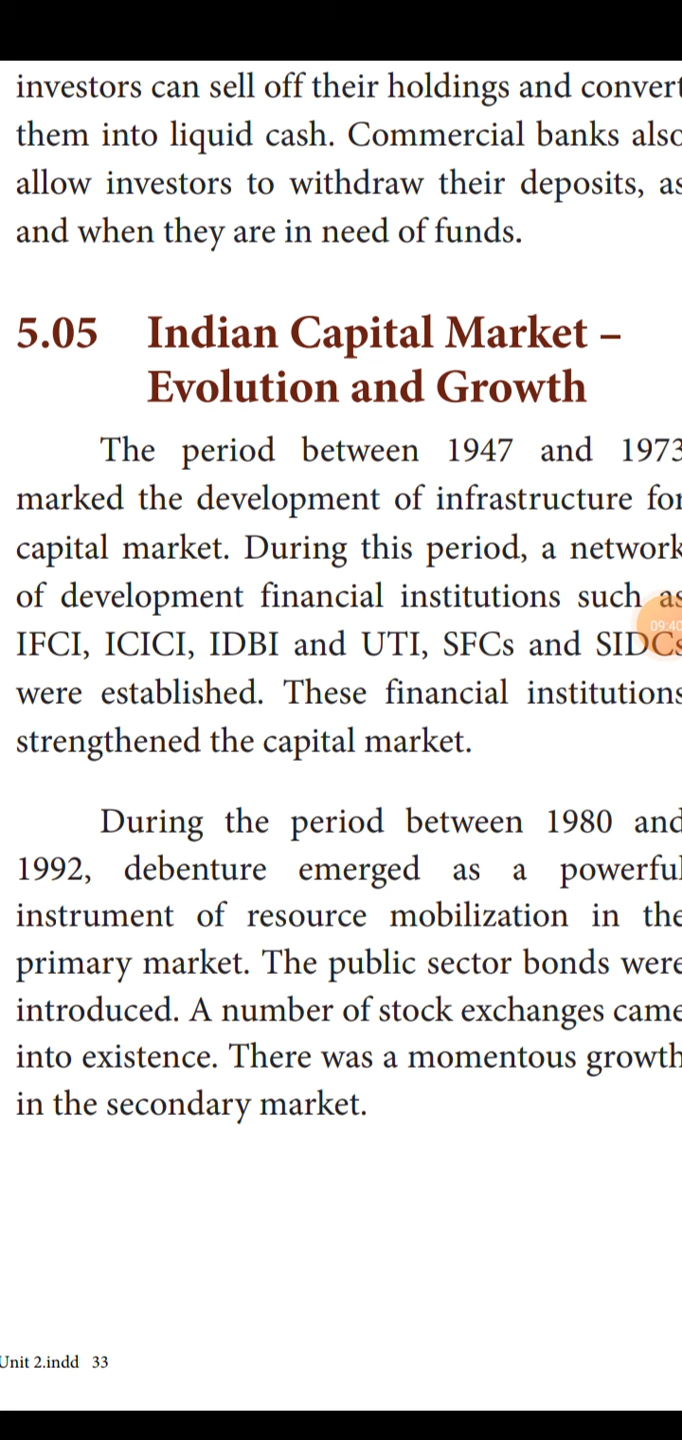 investors can sell off their holdings and convert
them into liquid cash. Commercial banks also
allow investors to withdraw their deposits, as
and when they are in need of funds.
5.05 Indian Capital Market –
Evolution and Growth
The period between 1947 and 1973
marked the development of infrastructure for
capital market. During this period, a network
of development financial institutions such as
IFCI, ICICI, IDBI and UTI, SFCs and SIDCs
09:40
were established. These financial institutions
strengthened the capital market.
During the period between 1980 and
1992, debenture emerged as a powerful
instrument of resource mobilization in the
primary market. The public sector bonds were
introduced. A number of stock exchanges came
into existence. There was a momentous growth
in the secondary market.
Unit 2.indd 33